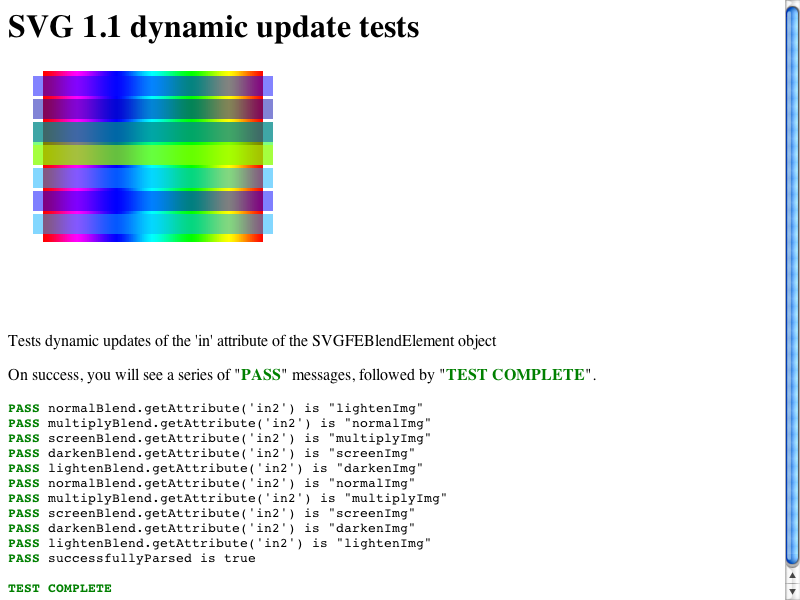 SVG 1.1 dynamic update tests
Tests dynamic updates of the 'in' attribute of the SVGFEBlendElement object
On success, you will see a series of "PASS" messages, followed by "TEST COMPLETE".
PASS normalBlend.getAttribute('in2') is "lightenImg"
PASS multiplyBlend.getAttribute('in2') is "normalImg"
PASS screenBlend.getAttribute('in2') is "multiplyImg"
PASS darkenBlend.getAttribute('in2') is "screenImg"
PASS lightenBlend.getAttribute('in2') is "darkenImg"
PASS normalBlend.getAttribute('in2') is "normalImg"
PASS multiplyBlend.getAttribute('in2') is "multiplyImg"
PASS screenBlend.getAttribute('in2') is "screenImg"
PASS darkenBlend.getAttribute('in2') is "darkenImg"
PASS lightenBlend.getAttribute('in2') is "lightenImg"
PASS successfullyParsed is true
TEST COMPLETE